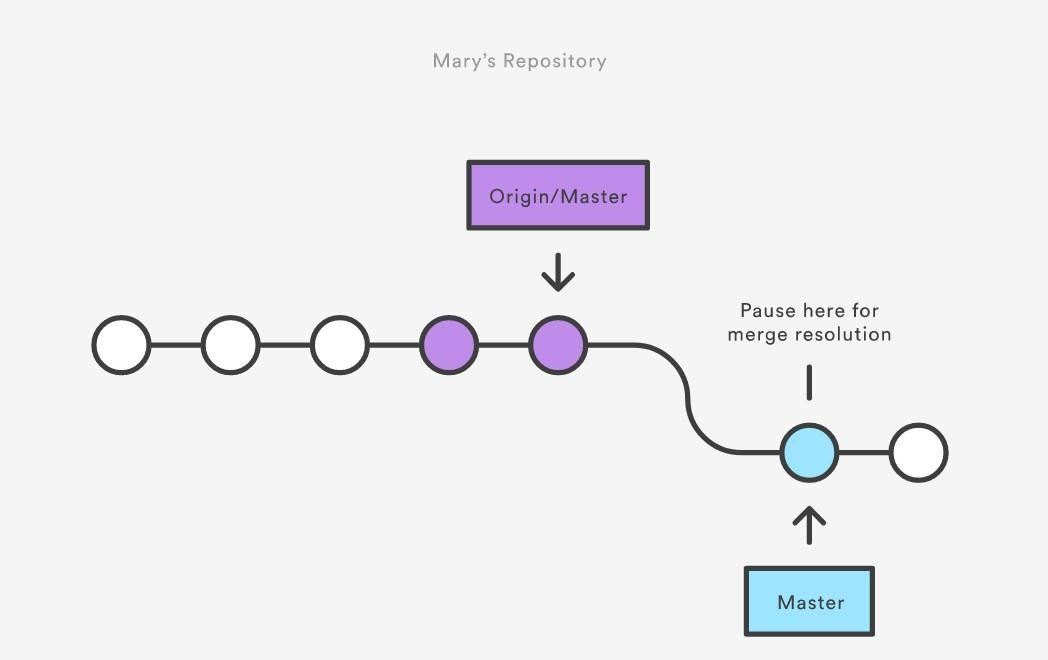 Mary’s Repository
Origin/Master
Pause here for
merge resolution
Master